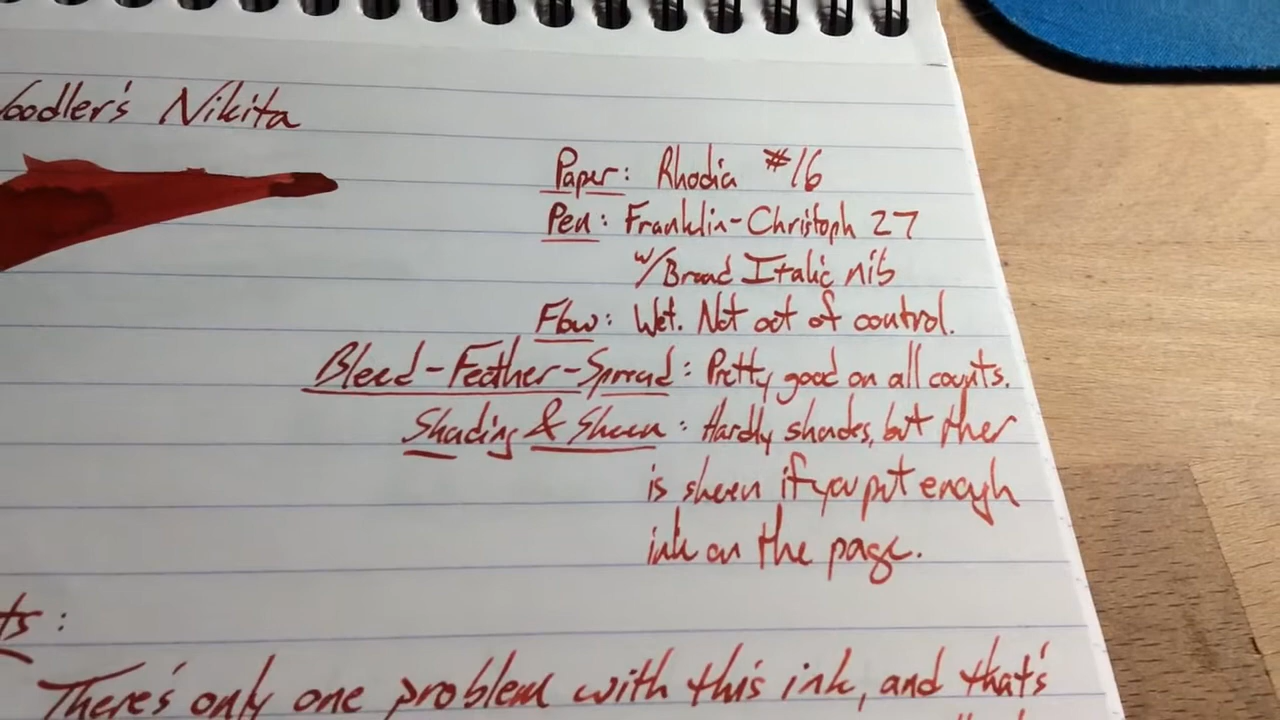 oodler's Nikita
Paper: Rhodia #16
Pen: Franklin-Christoph 27
w/Broad Italic nib
Flow: Wet. Not out of control.
Bleed-Feather-Spread: Pretty good on all counts.
Shading & Sheen: Hardly shades, but ther
is sheen if you put enough
ink on the page.
ts:
There's only one problem with this ink, and that's